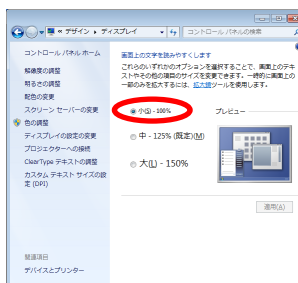 « デザイン ▸ ディスプレイ
コントロール パネルの検索
コントロール パネル ホーム
解像度の調整
明るさの調整
配色の変更
スクリーン セーバーの変更
色の調整
ディスプレイの設定の変更
プロジェクターへの接続
ClearType テキストの調整
カスタム テキスト サイズの設
定 (DPI)
関連項目
デバイスとプリンター
画面上の文字を読みやすくします
これらのいずれかのオプションを選択することで、画面上のテキ
ストやその他の項目のサイズを変更できます。一時的に画面上の
一部のみを拡大するには、拡大鏡ツールを使用します。
小(S) - 100%
プレビュー
中 - 125% (既定)(M)
大(L) - 150%
適用(A)